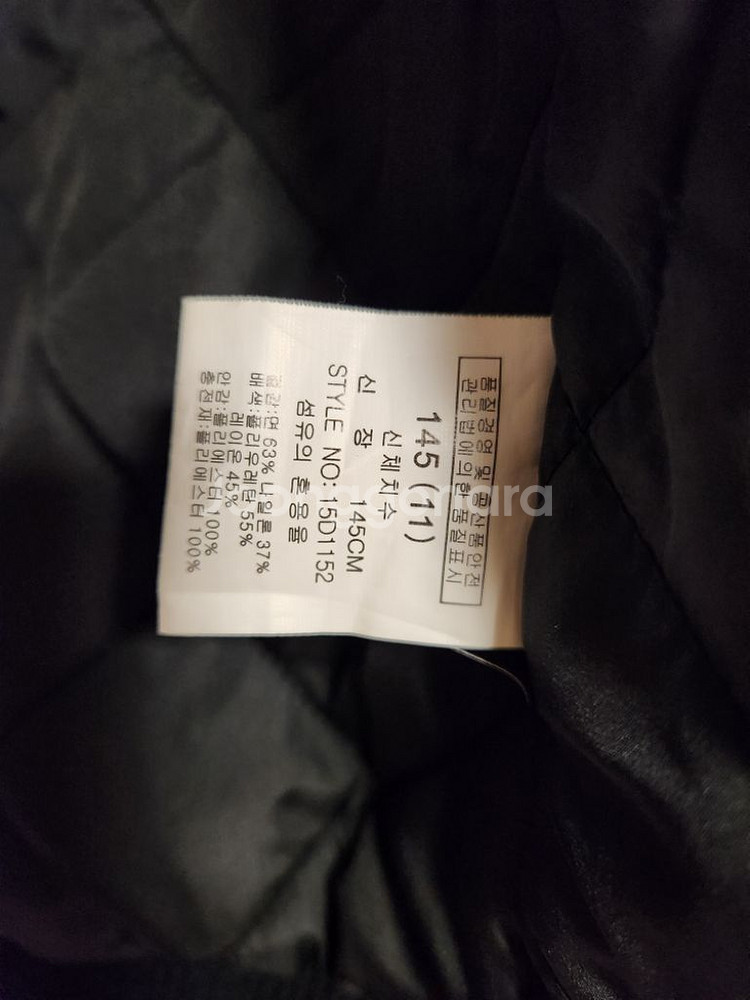 품질경영 및 공산품안전
관리법에 의한 품질표시
145 (11)
신체치수
신 장 145CM
STYLE NO: 15D1152
섬유의 혼용율
겉감:면 63% 나일론 37%
배색:폴리우레탄 55%
레이온 45%
안감:폴리에스터 100%
충전재:폴리에스터 100%
Joonggonara